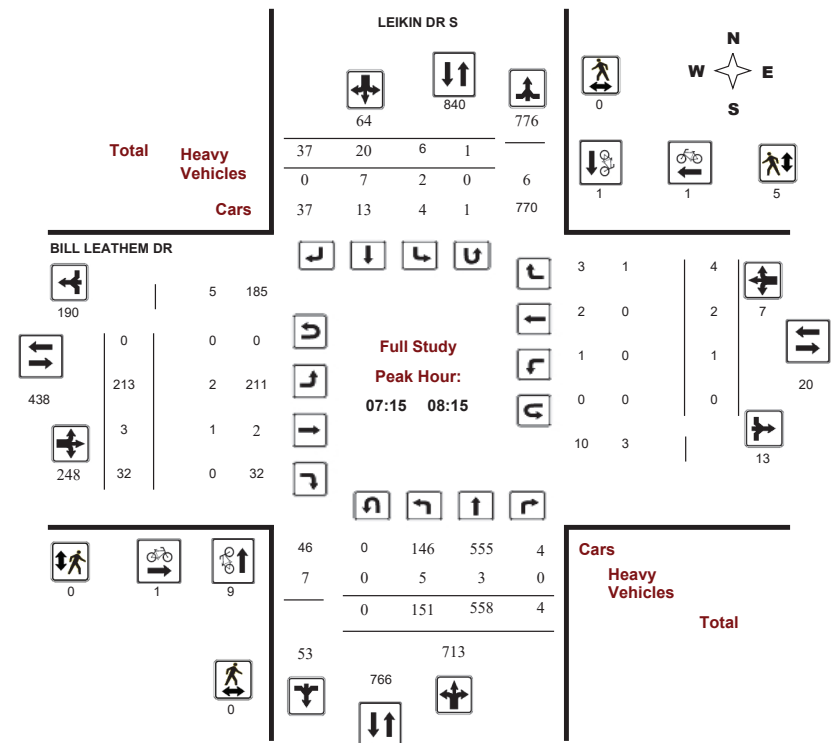 LEIKIN DR S
N
W E
S
64
840
776
0
Total
Heavy
Vehicles
Cars
37 20 6 1
0 7 2 0 6
37 13 4 1 770
1 1 5
BILL LEATHEM DR
190
5 185
0 0 0
438
213 2 211
3 1 2
248
32 0 32
Full Study
Peak Hour:
07:15 08:15
3 1 4
2 0 2
7
1 0 1
20
0 0 0
10 3
13
0 1 9
46 0 146 555 4
7 0 5 3 0
0 151 558 4
53
713
766
0
Cars
Heavy
Vehicles
Total